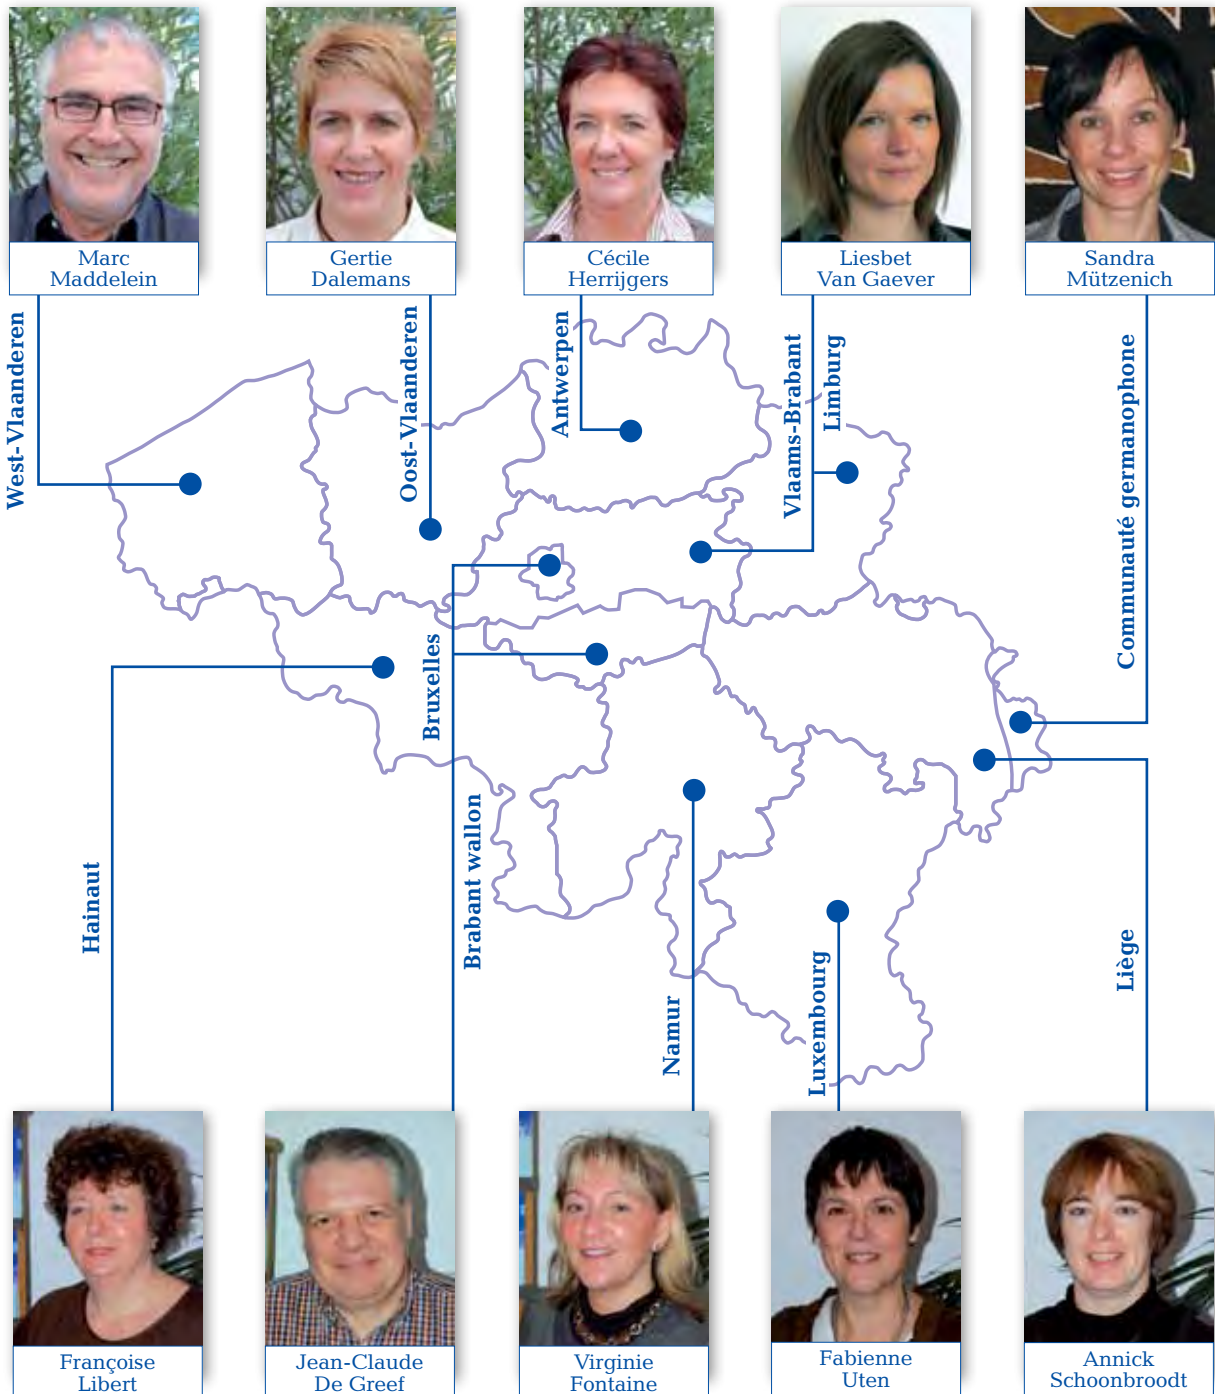 Marc
Maddelein
Gertie
Dalemans
Cécile
Herrijgers
Liesbet
Van Gaever
Sandra
Mützenich
West-Vlaanderen
Oost-Vlaanderen
Antwerpen
Vlaams-Brabant
Limburg
Communauté germanophone
Bruxelles
Hainaut
Brabant wallon
Namur
Luxembourg
Liège
Françoise
Libert
Jean-Claude
De Greef
Virginie
Fontaine
Fabienne
Uten
Annick
Schoonbroodt